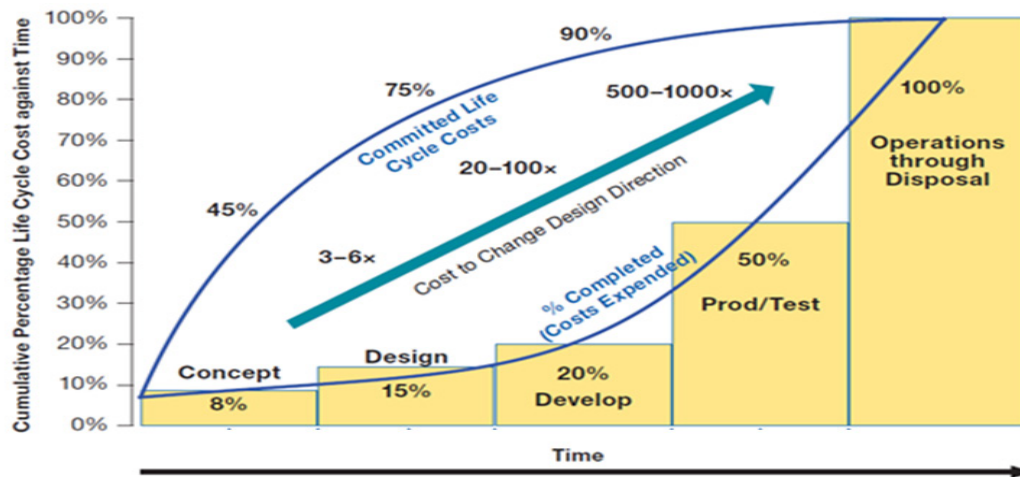 Cumulative Percentage Life Cycle Cost against Time
100%
90%
80%
70%
60%
50%
40%
30%
20%
10%
0%
45%
75%
90%
Committed Life
Cycle Costs
3–6×
20–100×
500–1000×
Cost to Change Design Direction
% Completed
(Costs Expended)
Concept
8%
Design
15%
20%
Develop
50%
Prod/Test
100%
Operations
through
Disposal
Time